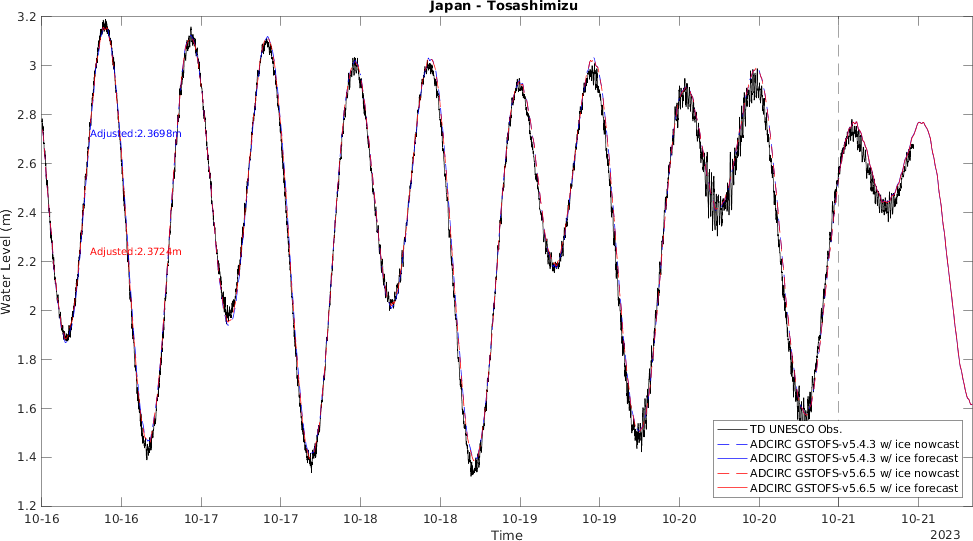 Japan - Tosashimizu
3.2
3
2.8
2.6
2.4
2.2
2
1.8
1.6
1.4
1.2
Water Level (m)
Adjusted:2.3698m
Adjusted:2.3724m
TD UNESCO Obs.
ADCIRC GSTOFS-v5.4.3 w/ ice nowcast
ADCIRC GSTOFS-v5.4.3 w/ ice forecast
ADCIRC GSTOFS-v5.6.5 w/ ice nowcast
ADCIRC GSTOFS-v5.6.5 w/ ice forecast
10-16 10-16 10-17 10-17 10-18 10-18 10-19 10-19 10-20 10-20 10-21 10-21
Time
2023